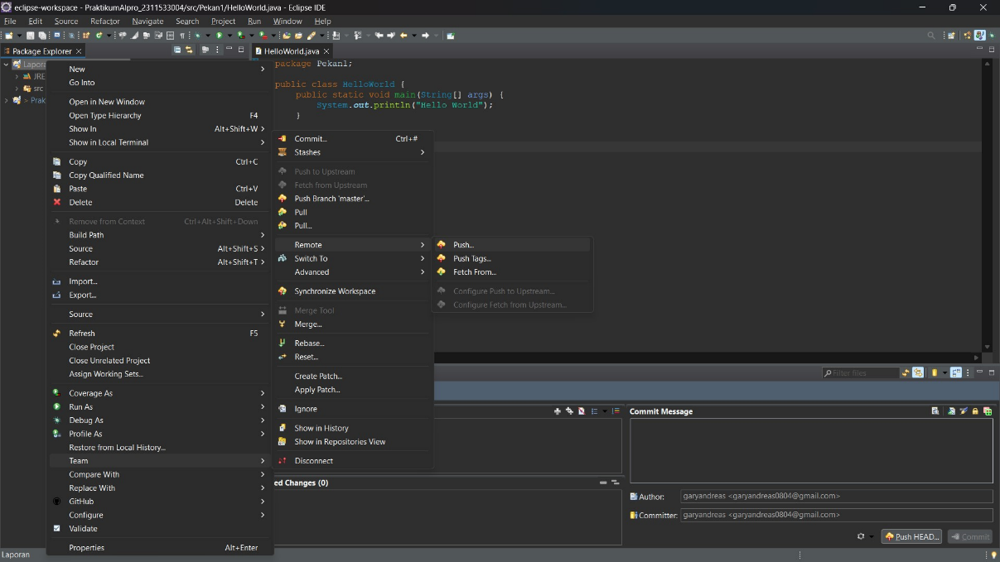 eclipse-workspace - PraktikumAlpro_2311533004/src/Pekan1/HelloWorld.java - Eclipse IDE
File Edit Source Refactor Navigate Search Project Run Window Help
Package Explorer
HelloWorld.java
Lapora
JRE
src
> Prak
package Pekan1;
public class HelloWorld {
public static void main(String[] args) {
System.out.println("Hello World");
}
New
Go Into
Open in New Window
Open Type Hierarchy F4
Show In Alt+Shift+W
Show in Local Terminal
Copy Ctrl+C
Copy Qualified Name
Paste Ctrl+V
Delete Delete
Remove from Context Ctrl+Alt+Shift+Down
Build Path
Source Alt+Shift+S
Refactor Alt+Shift+T
Import...
Export...
Source
Refresh F5
Close Project
Close Unrelated Project
Assign Working Sets...
Coverage As
Run As
Debug As
Profile As
Restore from Local History...
Team
Compare With
Replace With
GitHub
Configure
Validate
Properties Alt+Enter
Commit... Ctrl+#
Stashes
Push to Upstream
Fetch from Upstream
Push Branch 'master'...
Pull
Pull...
Remote
Switch To
Advanced
Synchronize Workspace
Merge Tool
Merge...
Rebase...
Reset...
Create Patch...
Apply Patch...
Ignore
Show in History
Show in Repositories View
Disconnect
Push...
Push Tags...
Fetch From...
Configure Push to Upstream...
Configure Fetch from Upstream...
Filter files
ed Changes (0)
Commit Message
Author: garyandreas <garyandreas0804@gmail.com>
Committer: garyandreas <garyandreas0804@gmail.com>
Push HEAD... Commit
Laporan